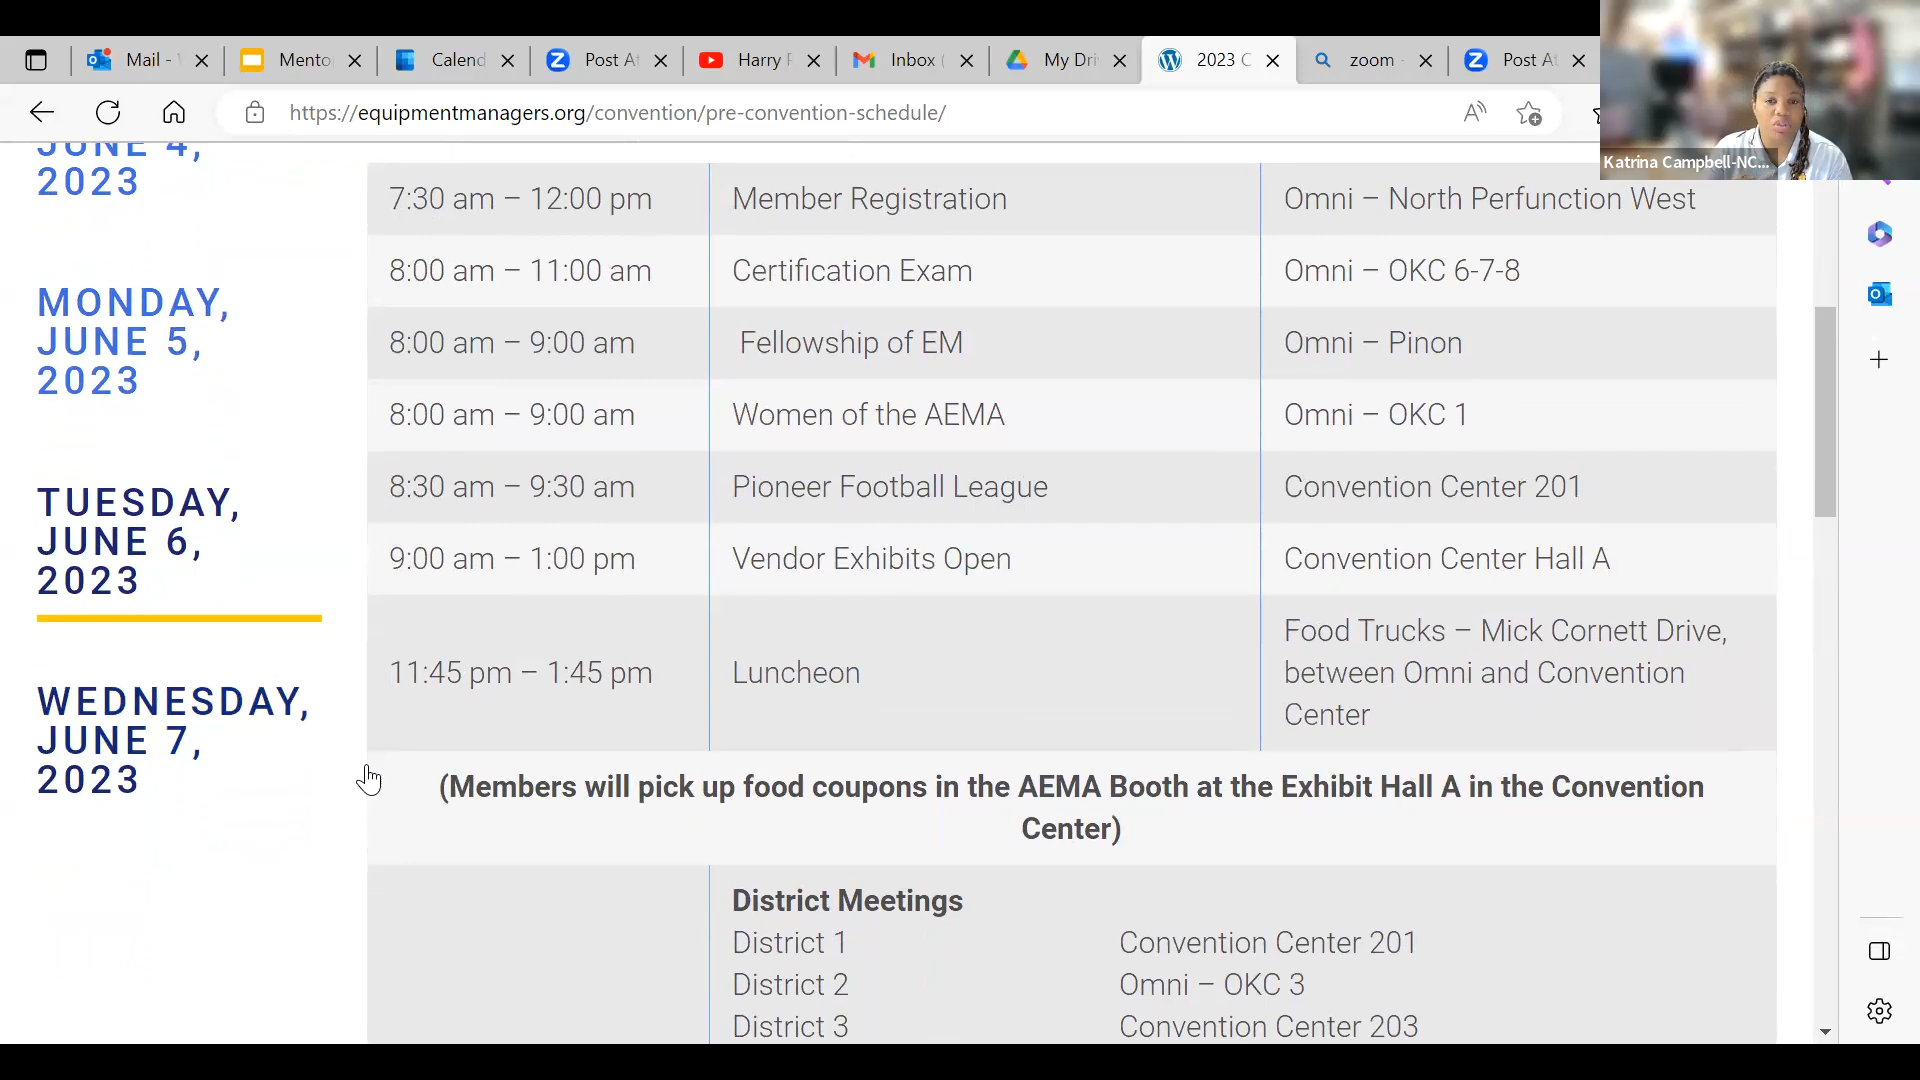 Mail -
Mento
Calend
Post At
Harry P
Inbox (
My Dri
2023 C
zoom -
Post At
https://equipmentmanagers.org/convention/pre-convention-schedule/
Katrina Campbell-NC...
JUNE 4,
2023
MONDAY,
JUNE 5,
2023
TUESDAY,
JUNE 6,
2023
WEDNESDAY,
JUNE 7,
2023
7:30 am – 12:00 pm Member Registration Omni – North Perfunction West
8:00 am – 11:00 am Certification Exam Omni – OKC 6-7-8
8:00 am – 9:00 am Fellowship of EM Omni – Pinon
8:00 am – 9:00 am Women of the AEMA Omni – OKC 1
8:30 am – 9:30 am Pioneer Football League Convention Center 201
9:00 am – 1:00 pm Vendor Exhibits Open Convention Center Hall A
11:45 pm – 1:45 pm Luncheon Food Trucks – Mick Cornett Drive,
between Omni and Convention
Center
(Members will pick up food coupons in the AEMA Booth at the Exhibit Hall A in the Convention
Center)
District Meetings
District 1 Convention Center 201
District 2 Omni – OKC 3
District 3 Convention Center 203